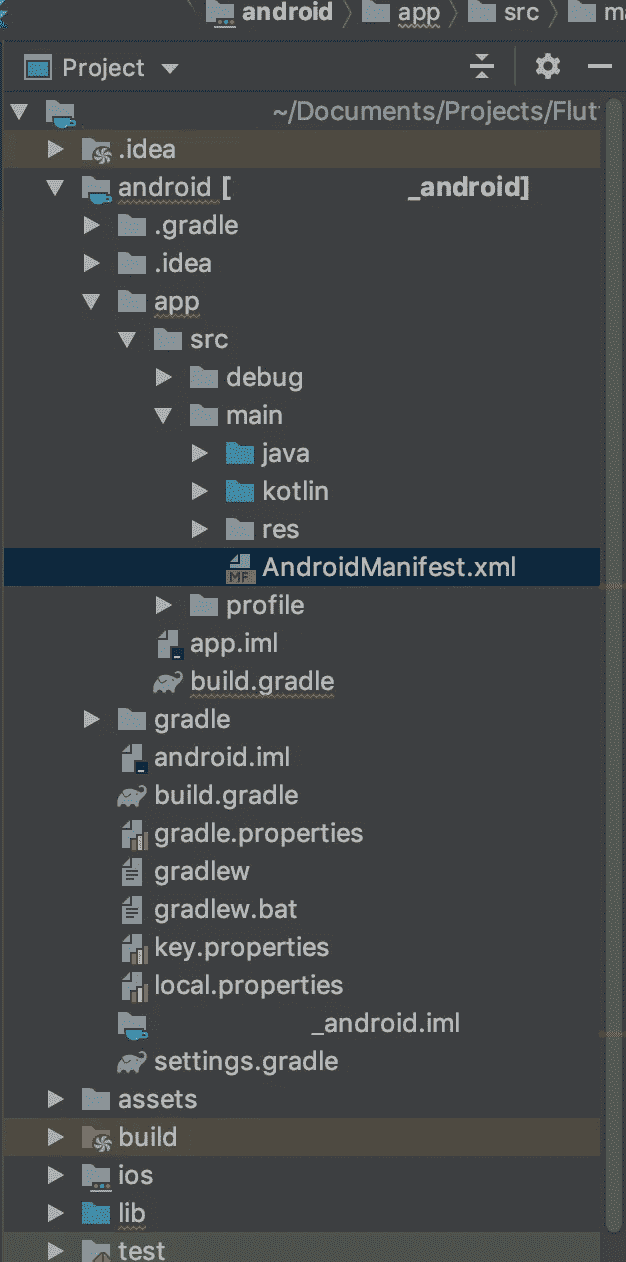 android app src
Project
~/Documents/Projects/Flut
.idea
android [ _android]
.gradle
.idea
app
src
debug
main
java
kotlin
res
MF AndroidManifest.xml
profile
app.iml
build.gradle
gradle
android.iml
build.gradle
gradle.properties
gradlew
gradlew.bat
key.properties
local.properties
_android.iml
settings.gradle
assets
build
ios
lib
test